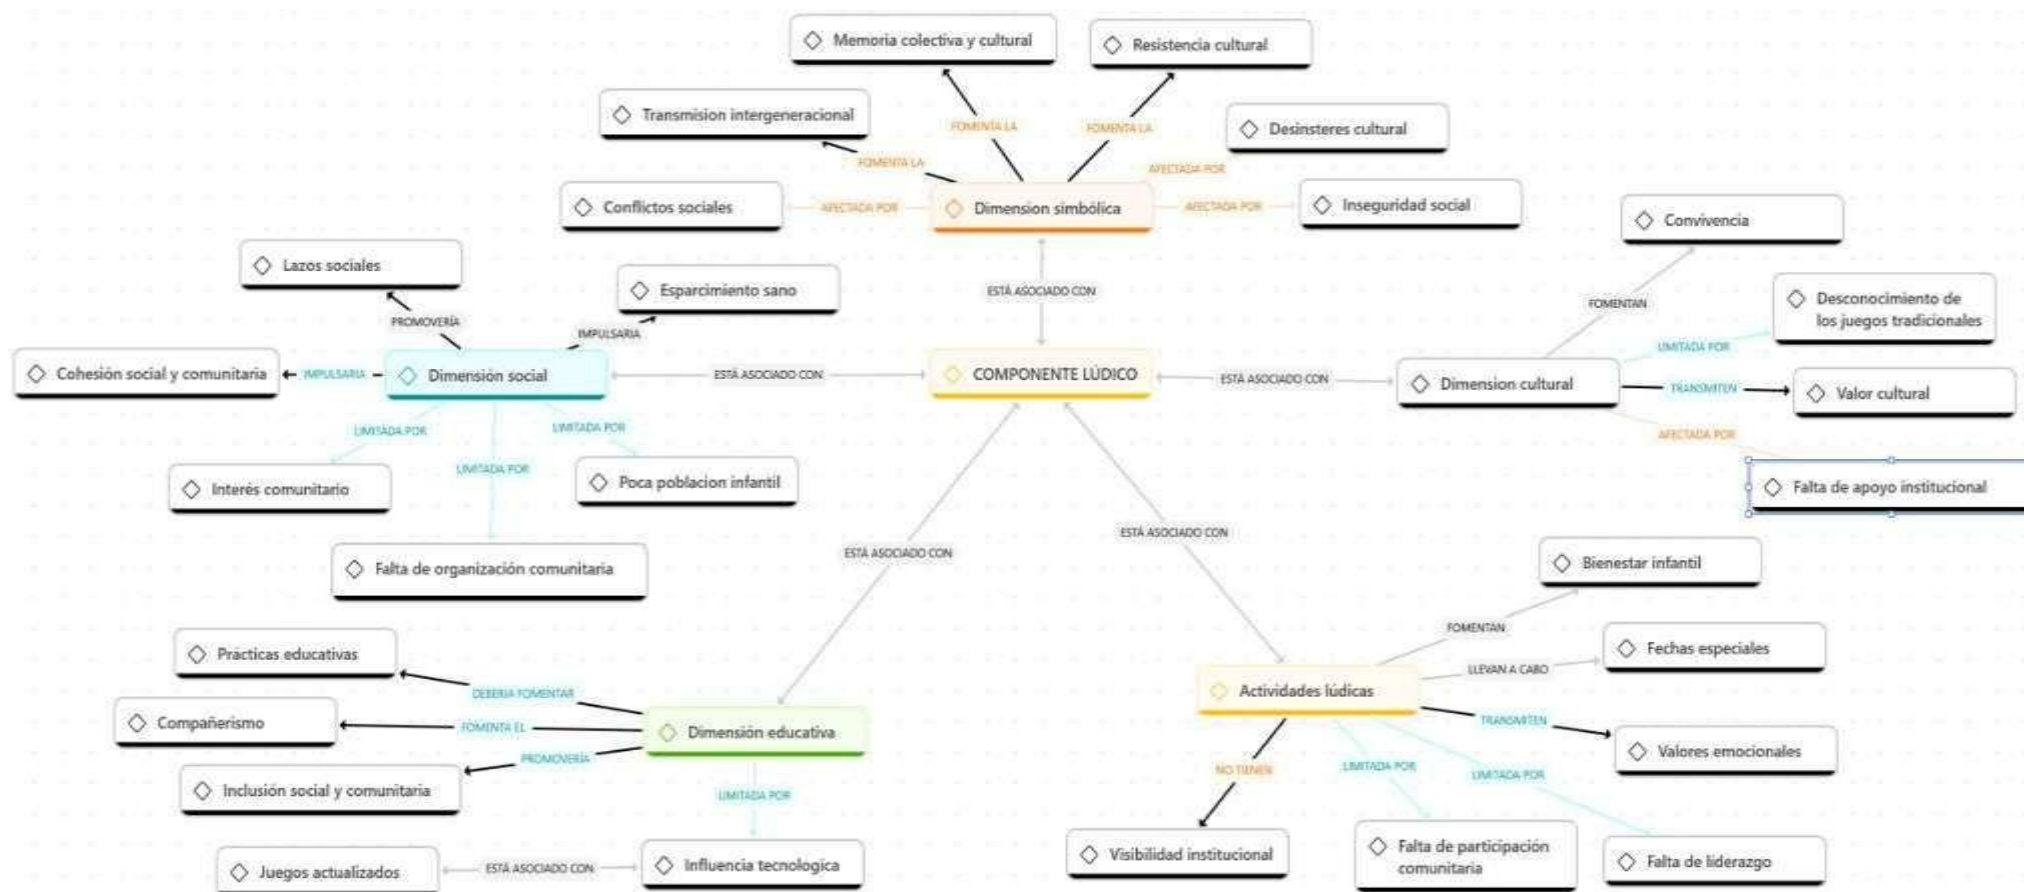 Memoria colectiva y cultural
Resistencia cultural
Transmision intergeneracional
FOMENTA LA
FOMENTA LA
Desinsteres cultural
FOMENTA LA
AFECTADA POR
Conflictos sociales
AFECTADA POR
Dimension simbólica
AFECTADA POR
Inseguridad social
Convivencia
Lazos sociales
Esparcimiento sano
ESTÁ ASOCIADO CON
FOMENTAN
Desconocimiento de
los juegos tradicionales
PROMOVERÍA
IMPULSARIA
LIMITADA POR
Cohesión social y comunitaria
IMPULSARIA
Dimensión social
ESTÁ ASOCIADO CON
COMPONENTE LÚDICO
ESTÁ ASOCIADO CON
Dimension cultural
TRANSMITEN
Valor cultural
LIMITADA POR
LIMITADA POR
AFECTADA POR
LIMITADA POR
Interés comunitario
Poca poblacion infantil
Falta de apoyo institucional
ESTÁ ASOCIADO CON
ESTÁ ASOCIADO CON
Falta de organización comunitaria
Bienestar infantil
FOMENTAN
Prácticas educativas
Fechas especiales
LLEVAN A CABO
DEBERIA FOMENTAR
Actividades lúdicas
Compañerismo
FOMENTA EL
Dimensión educativa
TRANSMITEN
Valores emocionales
PROMOVERÍA
NO TIENEN
LIMITADA POR
LIMITADA POR
Inclusión social y comunitaria
LIMITADA POR
Visibilidad institucional
Falta de participación
comunitaria
Falta de liderazgo
Juegos actualizados
ESTÁ ASOCIADO CON
Influencia tecnologica